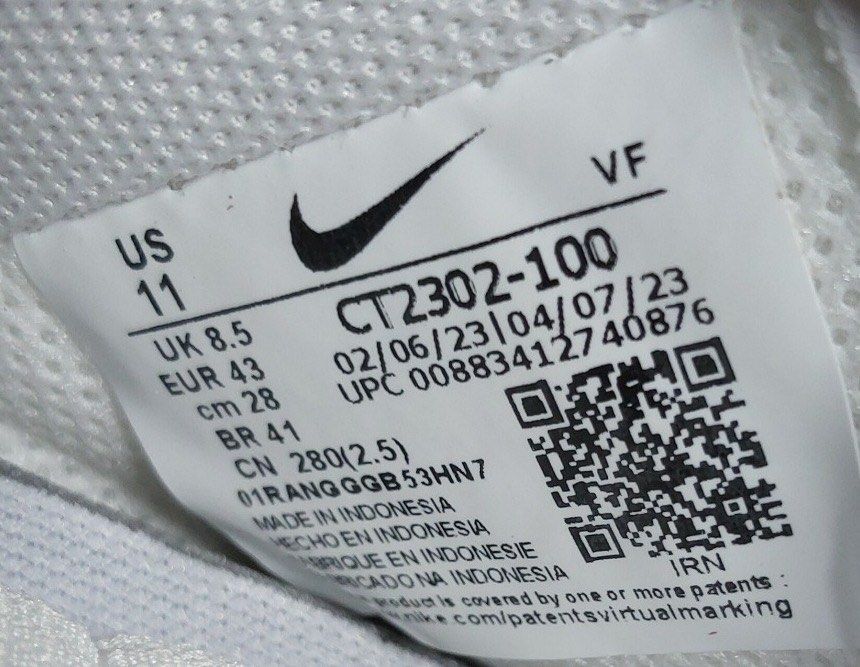 VF
US
11
CT2302-100
02/06/23|04/07/23
UPC 00883412740876
UK 8.5
EUR 43
cm 28
BR 41
CN 280(2.5)
01RANGGGB53HN7
MADE IN INDONESIA
HECHO EN INDONESIA
EN INDONESIE
NA INDONESIA
IRN
product is covered by one or more patents :
.com/patentsvirtualmarking